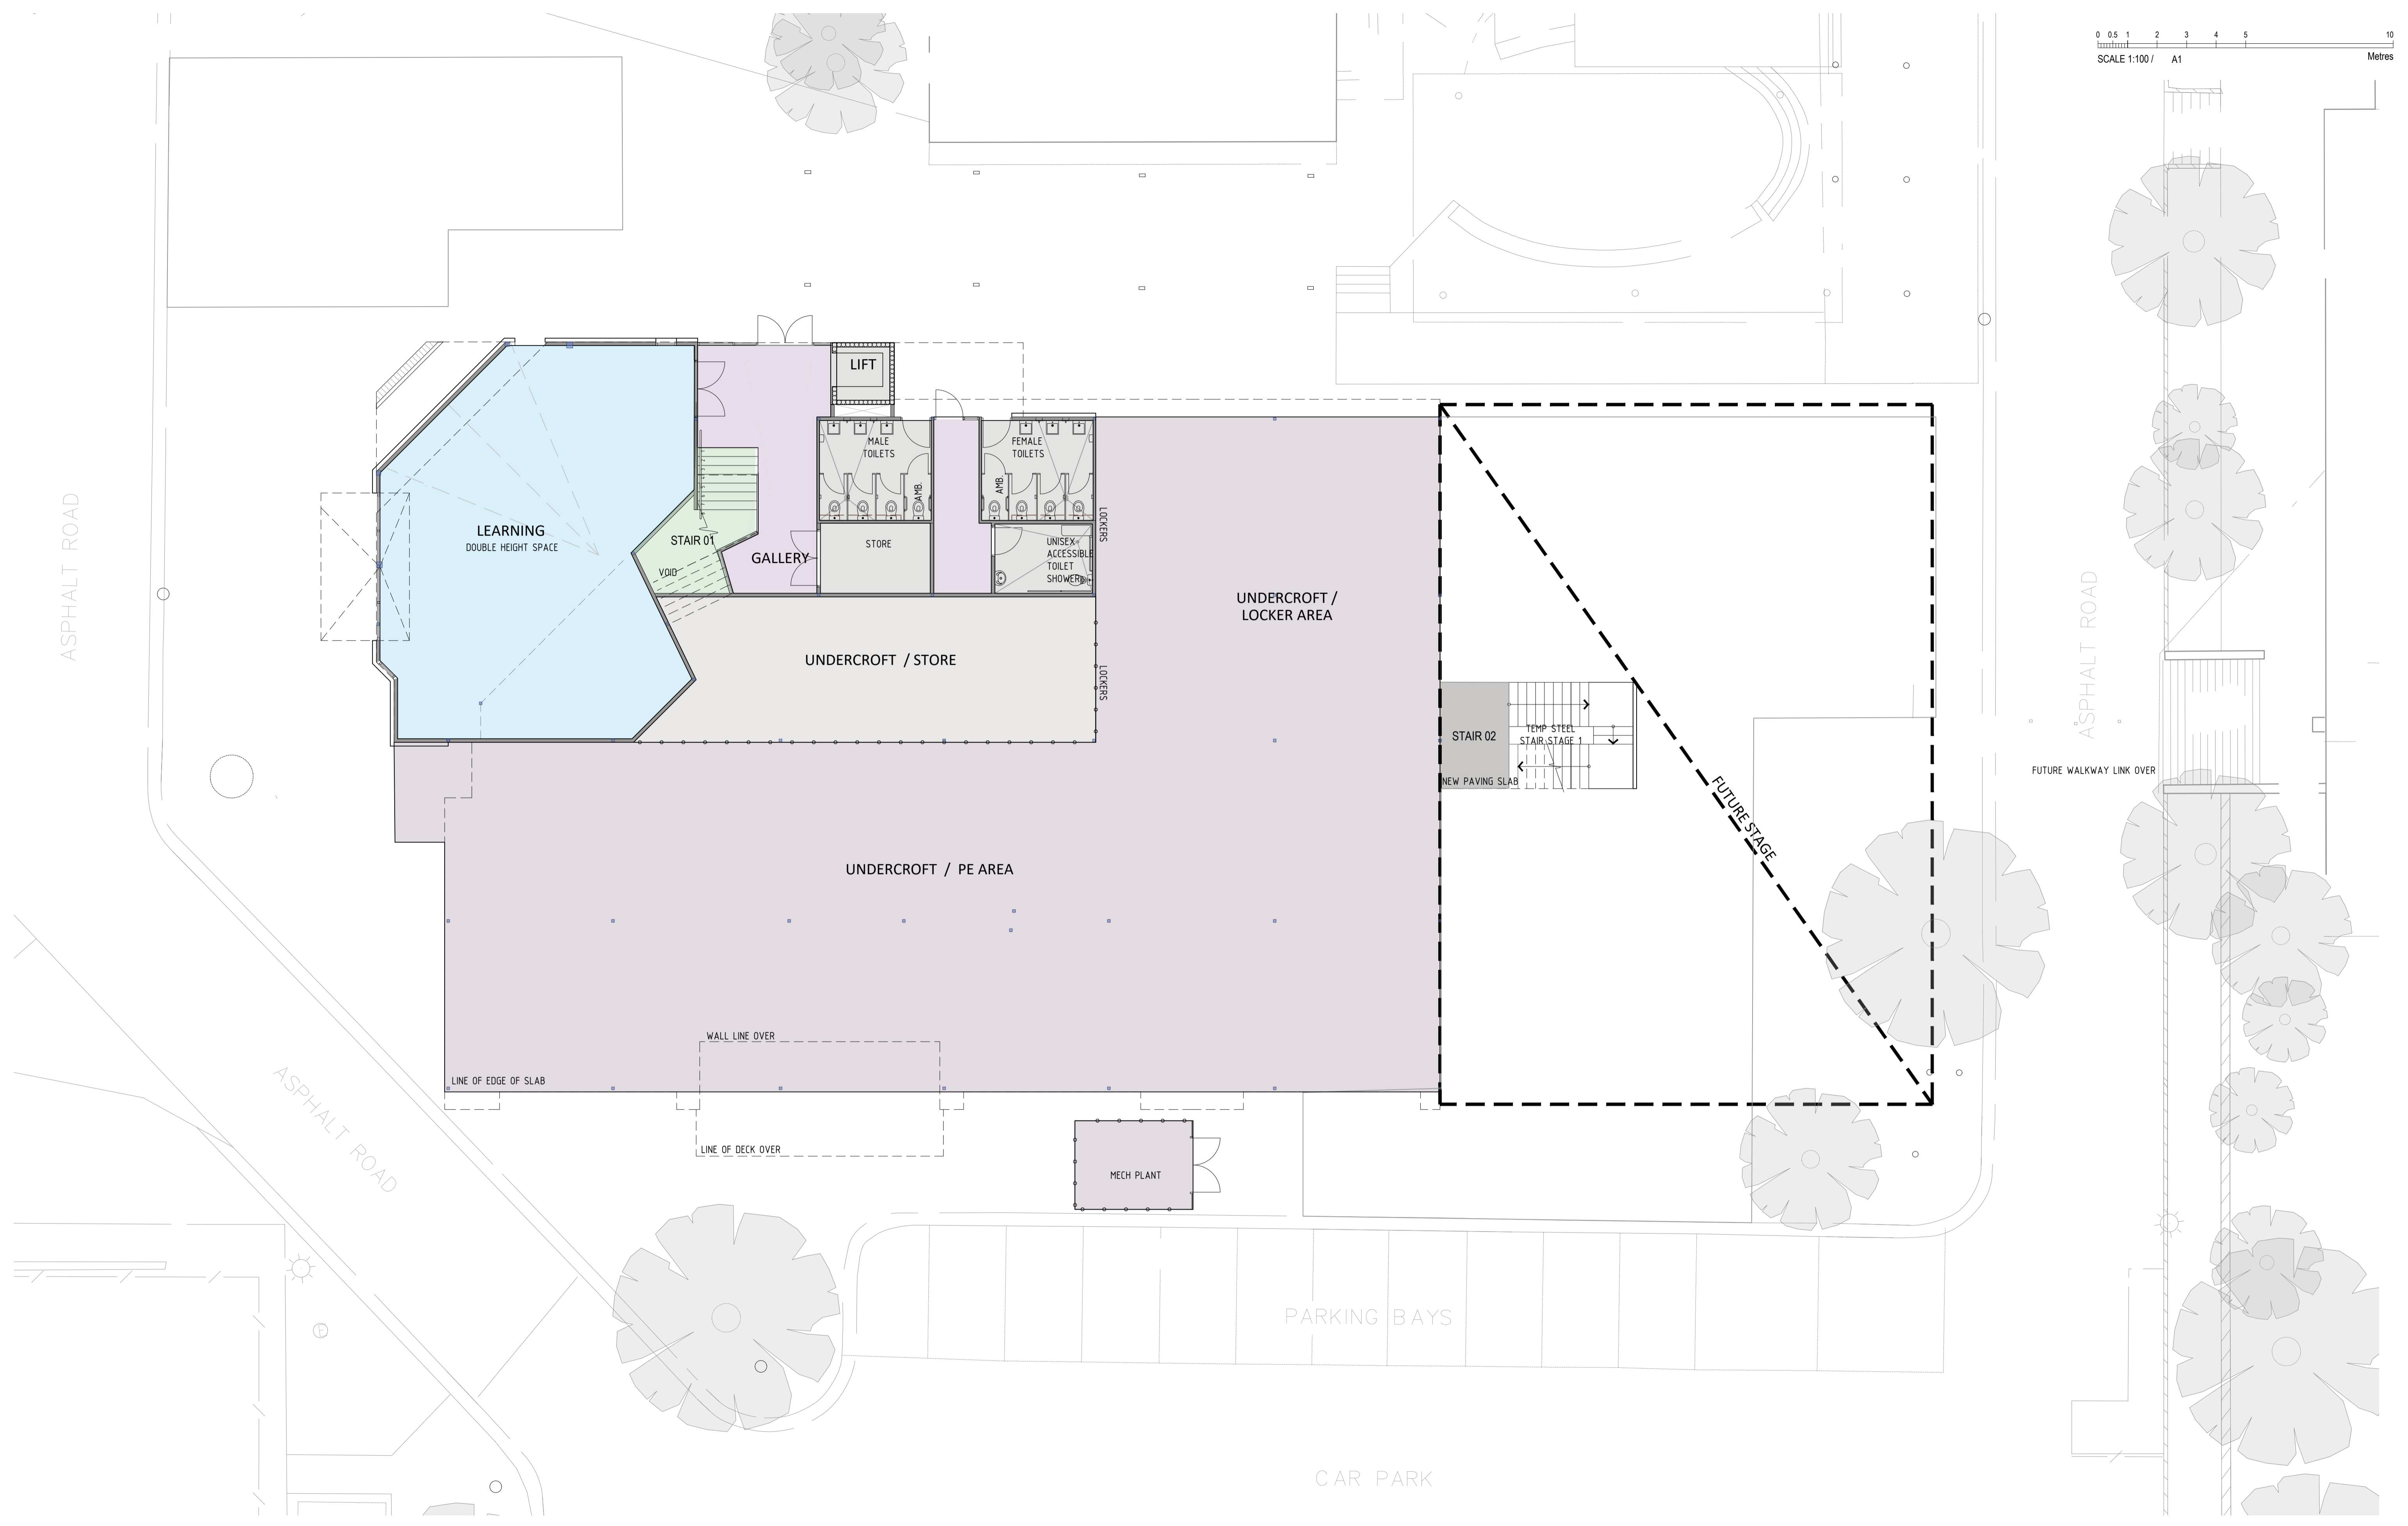 0 0.5 1 2 3 4 5 10
SCALE 1:100 / A1 Metres
LIFT
MALE
TOILETS
AMB.
FEMALE
TOILETS
AMB.
LOCKERS
ASPHALT ROAD
LEARNING
DOUBLE HEIGHT SPACE
STAIR 01
VOID
GALLERY
STORE
UNISEX
ACCESSIBLE
TOILET
SHOWER
UNDERCROFT /
LOCKER AREA
UNDERCROFT / STORE
LOCKERS
ASPHALT ROAD
STAIR 02
TEMP STEEL
STAIR STAGE 1
NEW PAVING SLAB
FUTURE WALKWAY LINK OVER
FUTURE STAGE
UNDERCROFT / PE AREA
WALL LINE OVER
LINE OF EDGE OF SLAB
ASPHALT ROAD
LINE OF DECK OVER
MECH PLANT
PARKING BAYS
CAR PARK